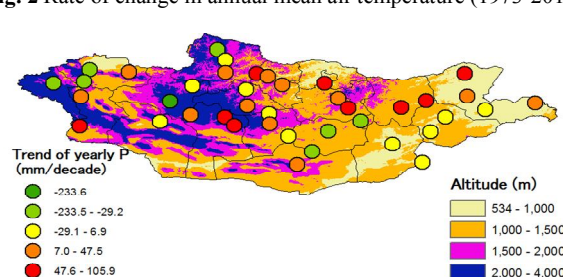 Fig. 2 Rate of change in annual mean air temperature (1973-201
Trend of yearly P
(mm/decade)
-233.6
-233.5 - -29.2
-29.1 - 6.9
7.0 - 47.5
47.6 - 105.9
Altitude (m)
534 - 1,000
1,000 - 1,500
1,500 - 2,000
2,000 - 4,000